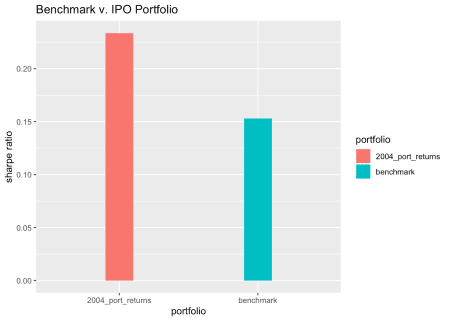 Benchmark v. IPO Portfolio
sharpe ratio
0.20
0.15
0.10
0.05
0.00
2004_port_returns
benchmark
portfolio
portfolio
2004_port_returns
benchmark